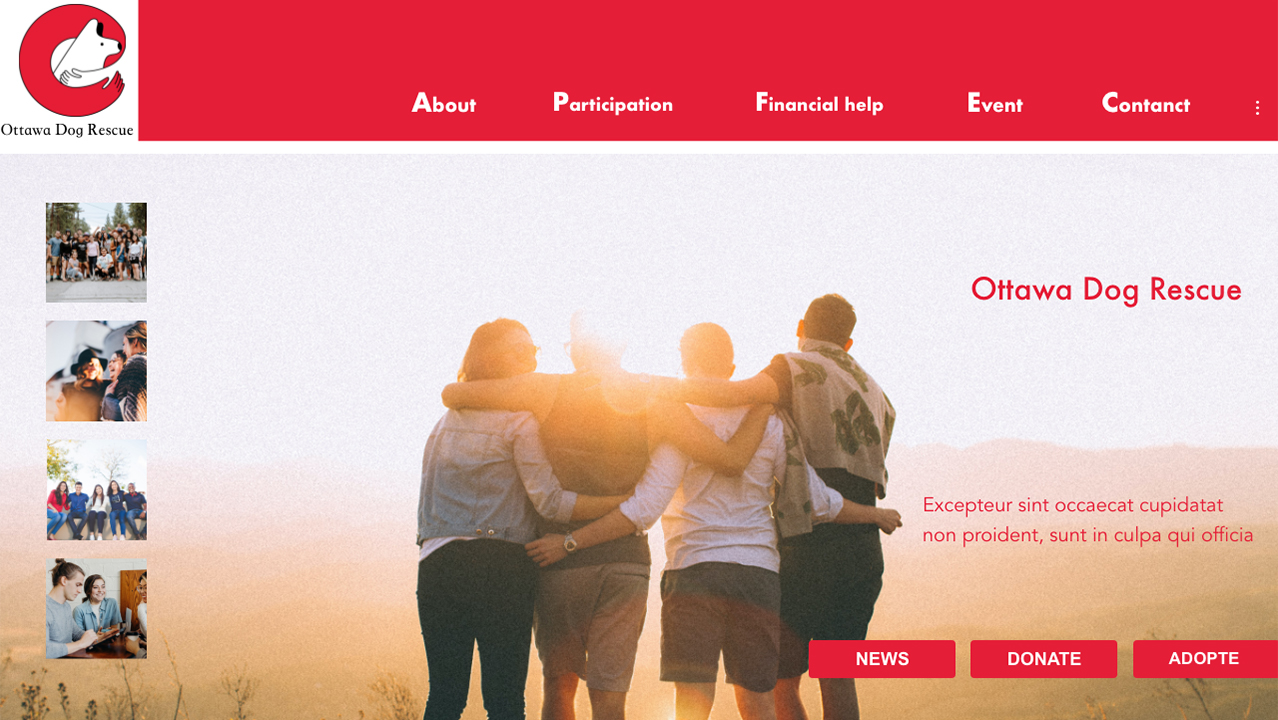 Ottawa Dog Rescue
About Participation Financial help Event Contanct
Ottawa Dog Rescue
Excepteur sint occaecat cupidatat
non proident, sunt in culpa qui officia
NEWS DONATE ADOPTE